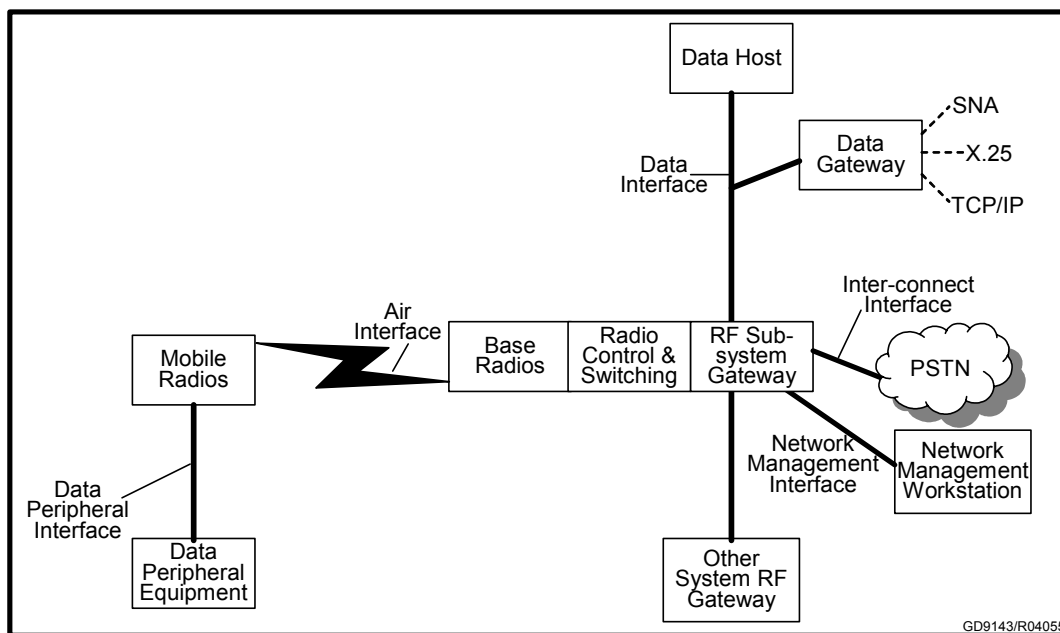 Data Host
SNA
Data
Gateway
X.25
Data
Interface
TCP/IP
Inter-connect
Interface
Air
Interface
Mobile
Radios
Base
Radios
Radio
Control &
Switching
RF Sub-
system
Gateway
PSTN
Network
Management
Interface
Network
Management
Workstation
Data
Peripheral
Interface
Data
Peripheral
Equipment
Other
System RF
Gateway